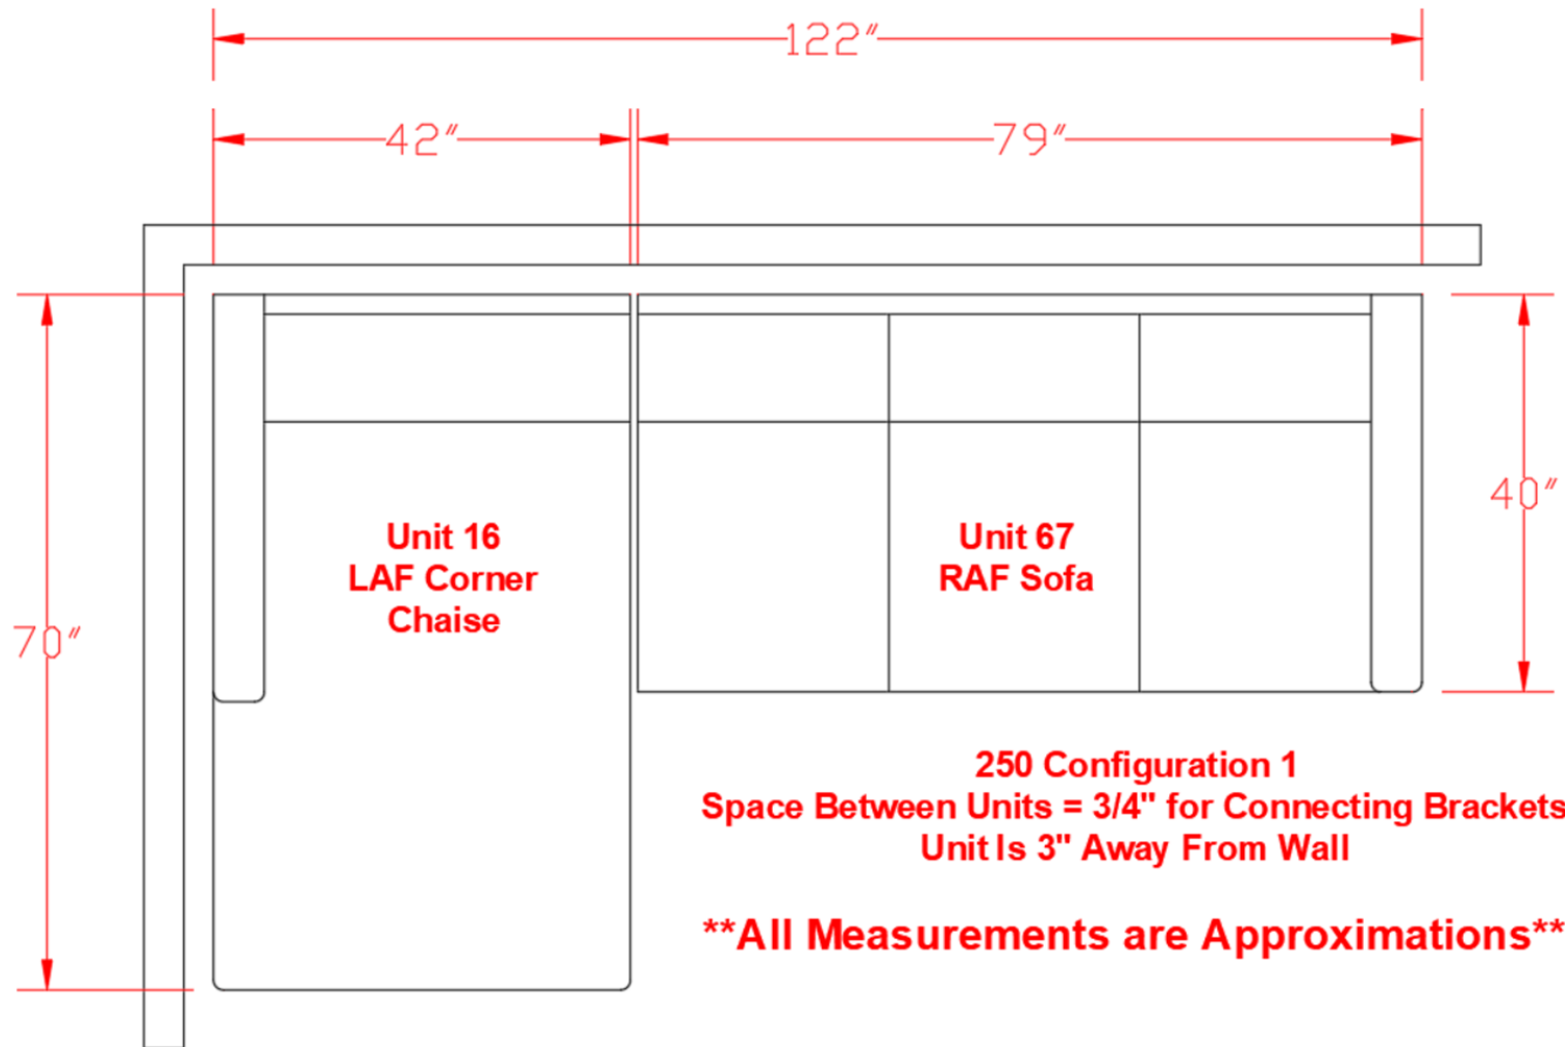 122"
42"
79"
70"
40"
Unit 16
LAF Corner
Chaise
Unit 67
RAF Sofa
250 Configuration 1
Space Between Units = 3/4" for Connecting Brackets
Unit Is 3" Away From Wall
**All Measurements are Approximations**